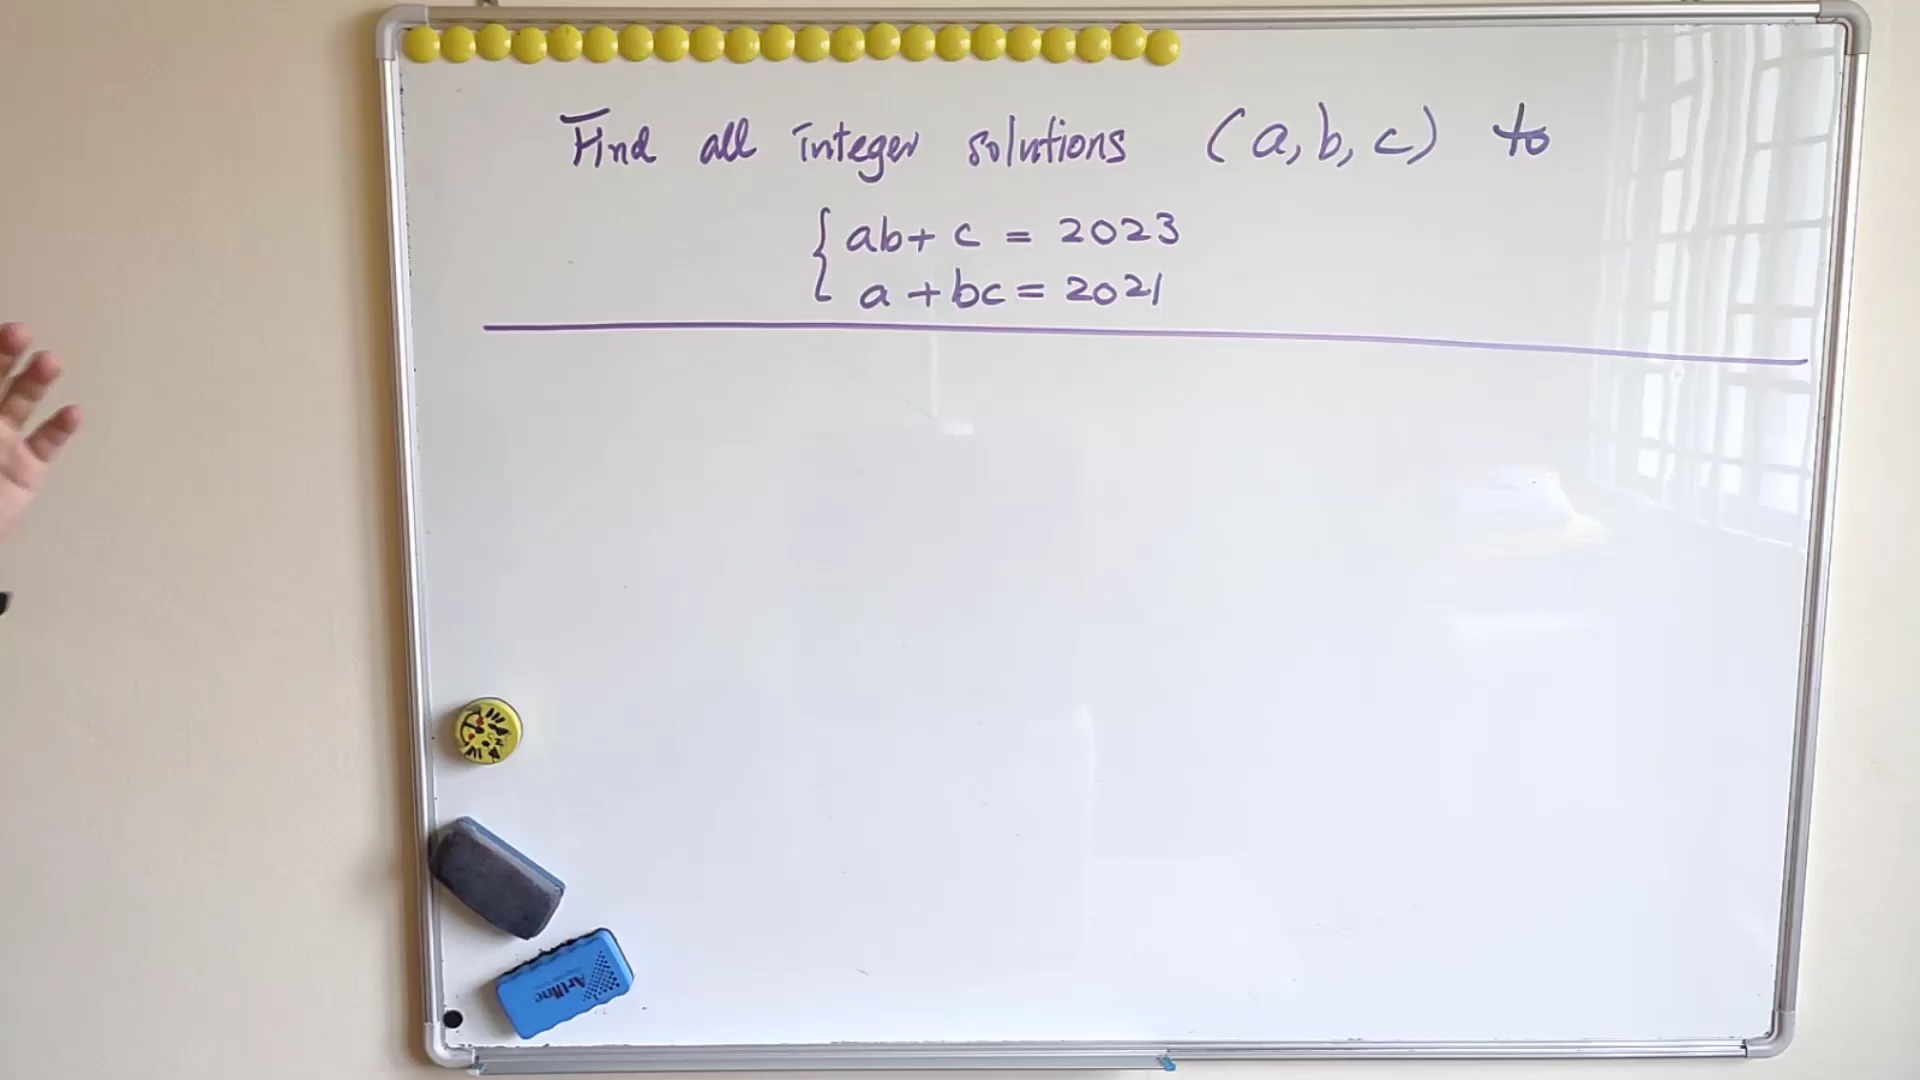 Find all integer solutions (a, b, c) to
{ab + c = 2023
a + bc = 2021
Artline